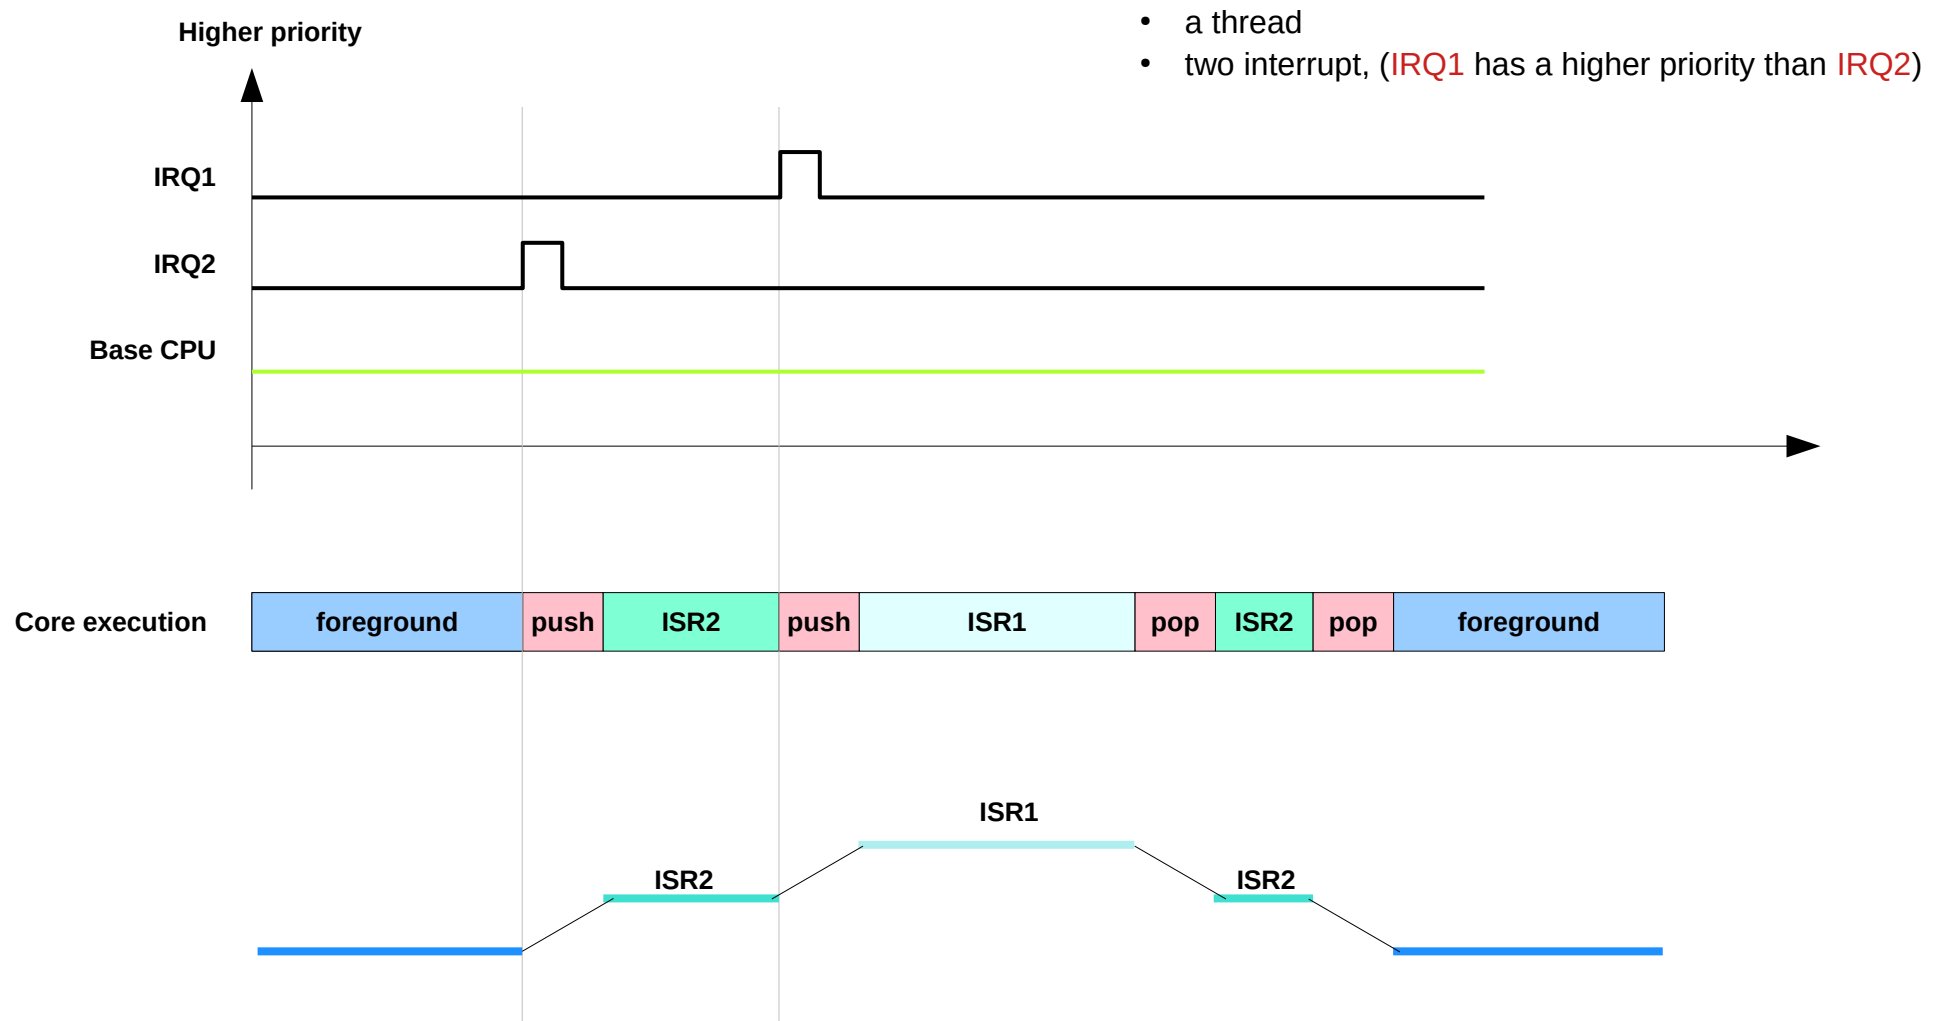 • a thread
Higher priority
• two interrupt, (IRQ1 has a higher priority than IRQ2)
IRQ1
IRQ2
Base CPU
Core execution foreground push ISR2 push ISR1 pop ISR2 pop foreground
ISR1
ISR2 ISR2